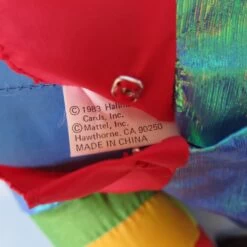 © 1983 Hallmark
Cards, Inc.
© Mattel, Inc.
Hawthorne, CA 90250
MADE IN CHINA